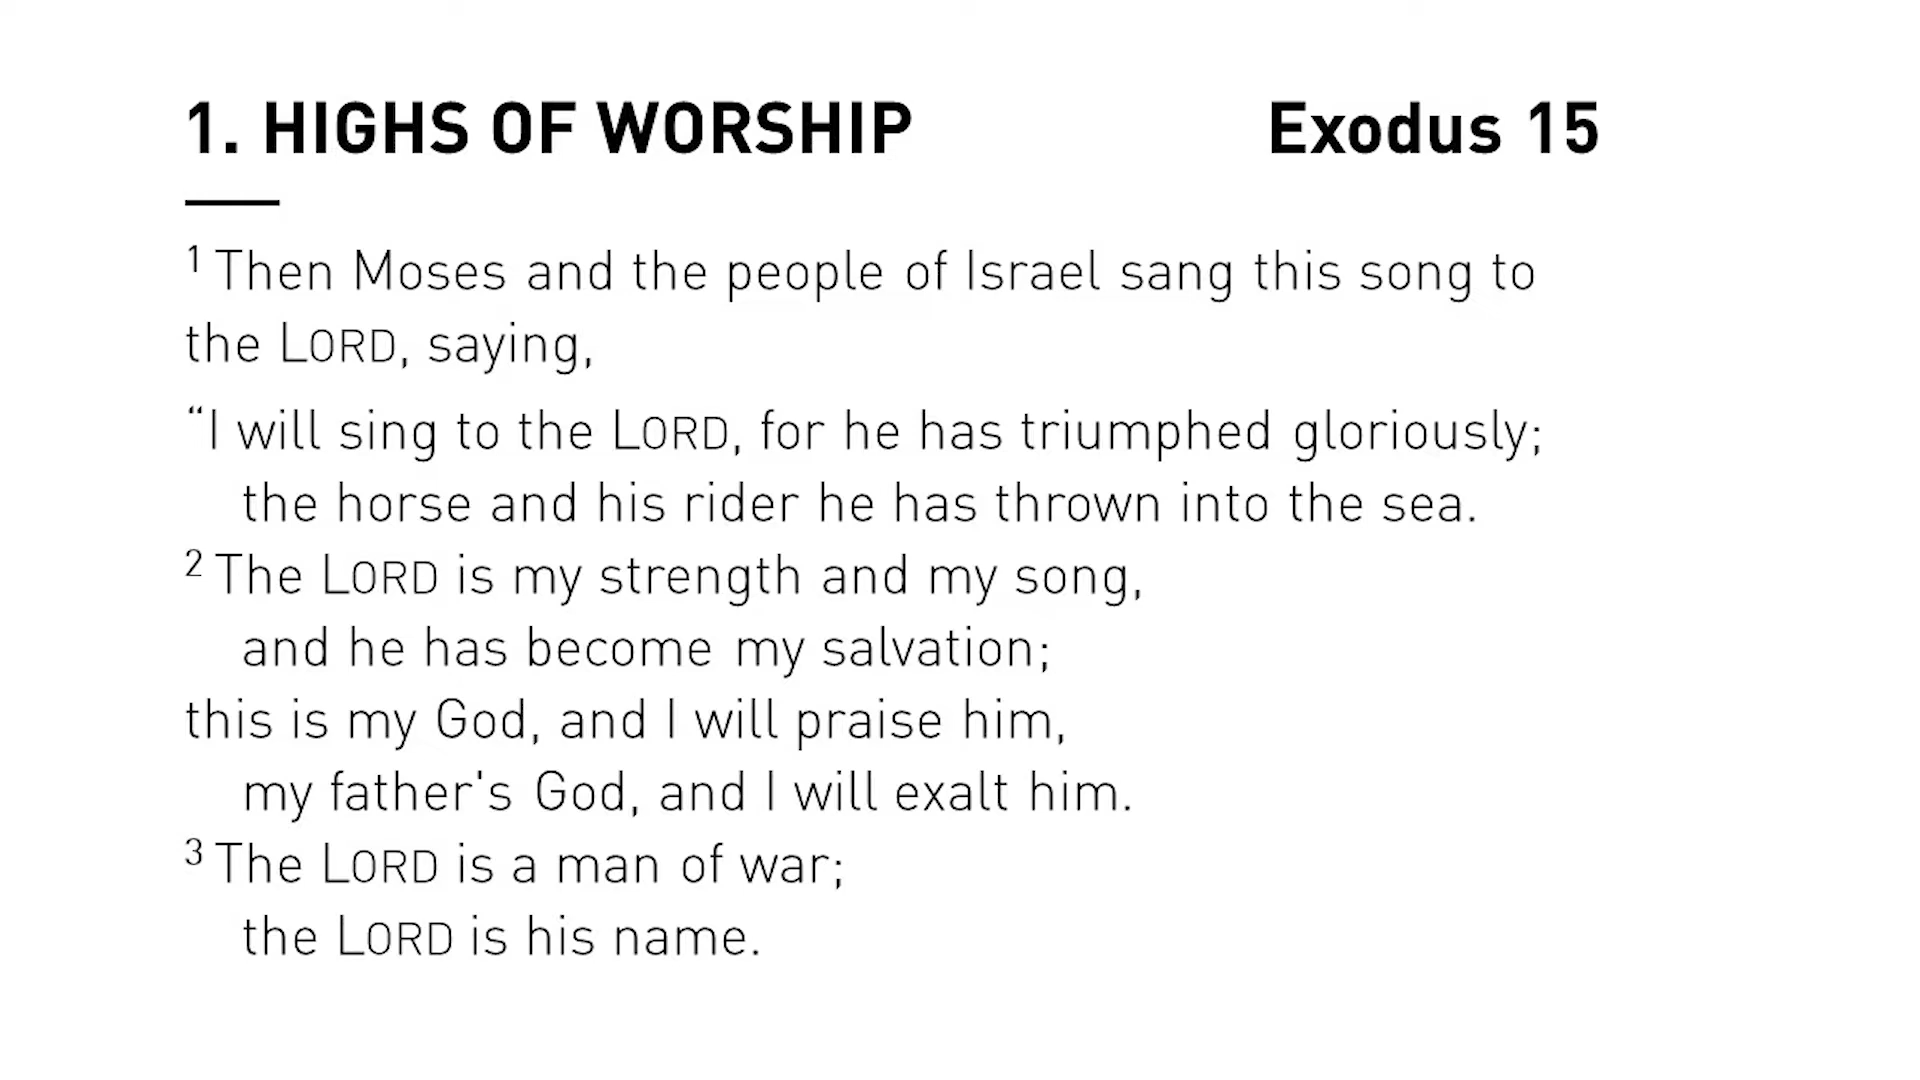 1. HIGHS OF WORSHIP Exodus 15
1 Then Moses and the people of Israel sang this song to
the LORD, saying,
“I will sing to the LORD, for he has triumphed gloriously;
the horse and his rider he has thrown into the sea.
2 The LORD is my strength and my song,
and he has become my salvation;
this is my God, and I will praise him,
my father's God, and I will exalt him.
3 The LORD is a man of war;
the LORD is his name.